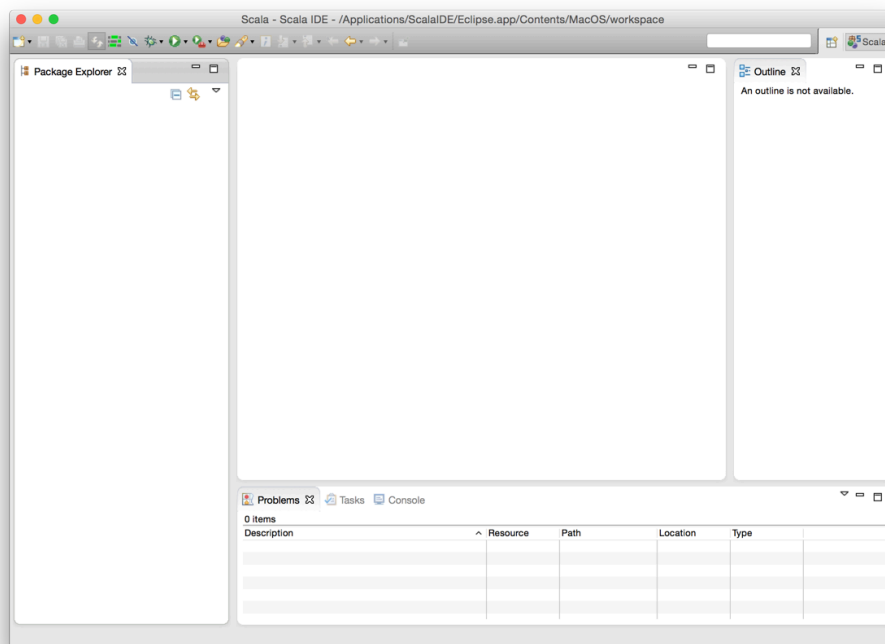 Scala - Scala IDE - /Applications/ScalaIDE/Eclipse.app/Contents/MacOS/workspace
Scala
Package Explorer
Outline
An outline is not available.
Problems Tasks Console
0 items
Description Resource Path Location Type